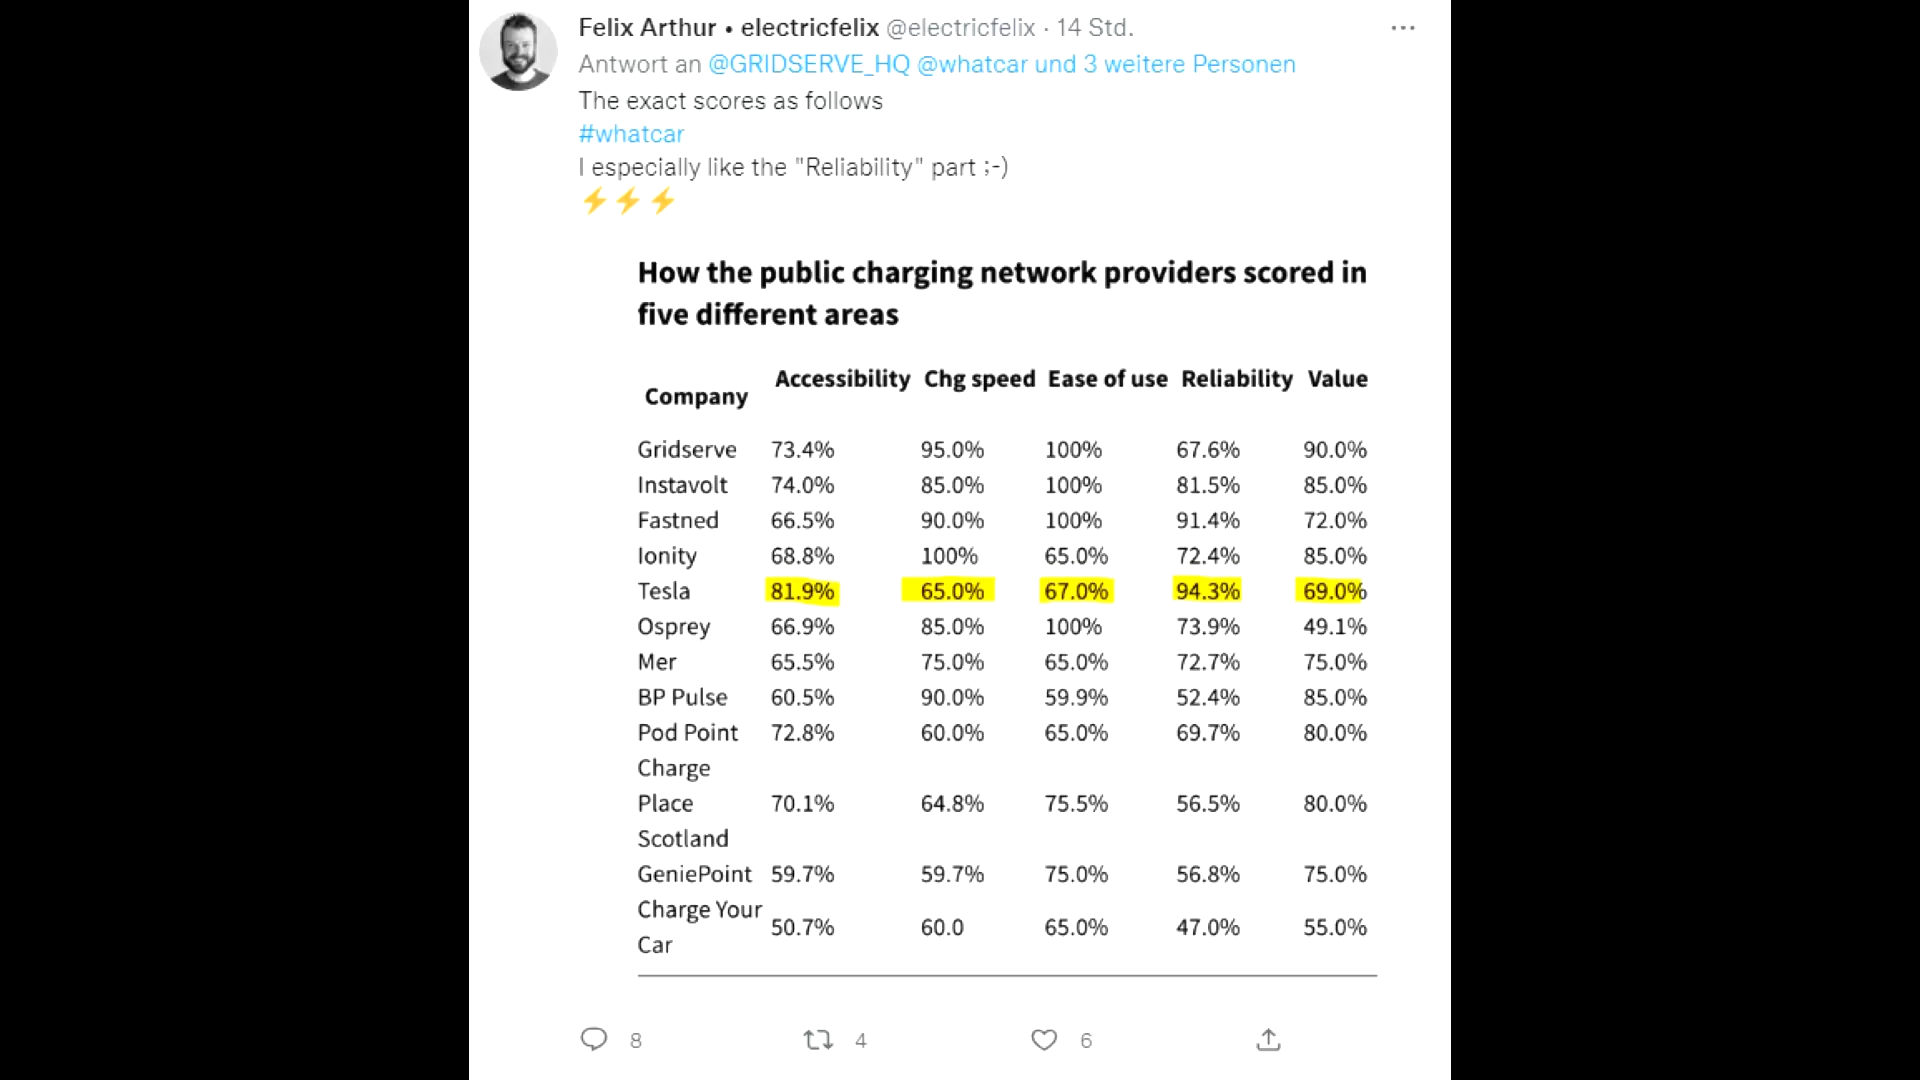 Felix Arthur • electricfelix @electricfelix · 14 Std.
Antwort an @GRIDSERVE_HQ @whatcar und 3 weitere Personen
The exact scores as follows
#whatcar
I especially like the "Reliability" part ;-)
⚡⚡⚡
How the public charging network providers scored in
five different areas
Company Accessibility Chg speed Ease of use Reliability Value
Gridserve 73.4% 95.0% 100% 67.6% 90.0%
Instavolt 74.0% 85.0% 100% 81.5% 85.0%
Fastned 66.5% 90.0% 100% 91.4% 72.0%
Ionity 68.8% 100% 65.0% 72.4% 85.0%
Tesla 81.9% 65.0% 67.0% 94.3% 69.0%
Osprey 66.9% 85.0% 100% 73.9% 49.1%
Mer 65.5% 75.0% 65.0% 72.7% 75.0%
BP Pulse 60.5% 90.0% 59.9% 52.4% 85.0%
Pod Point 72.8% 60.0% 65.0% 69.7% 80.0%
Charge
Place 70.1% 64.8% 75.5% 56.5% 80.0%
Scotland
GeniePoint 59.7% 59.7% 75.0% 56.8% 75.0%
Charge Your
Car 50.7% 60.0 65.0% 47.0% 55.0%
8 4 6